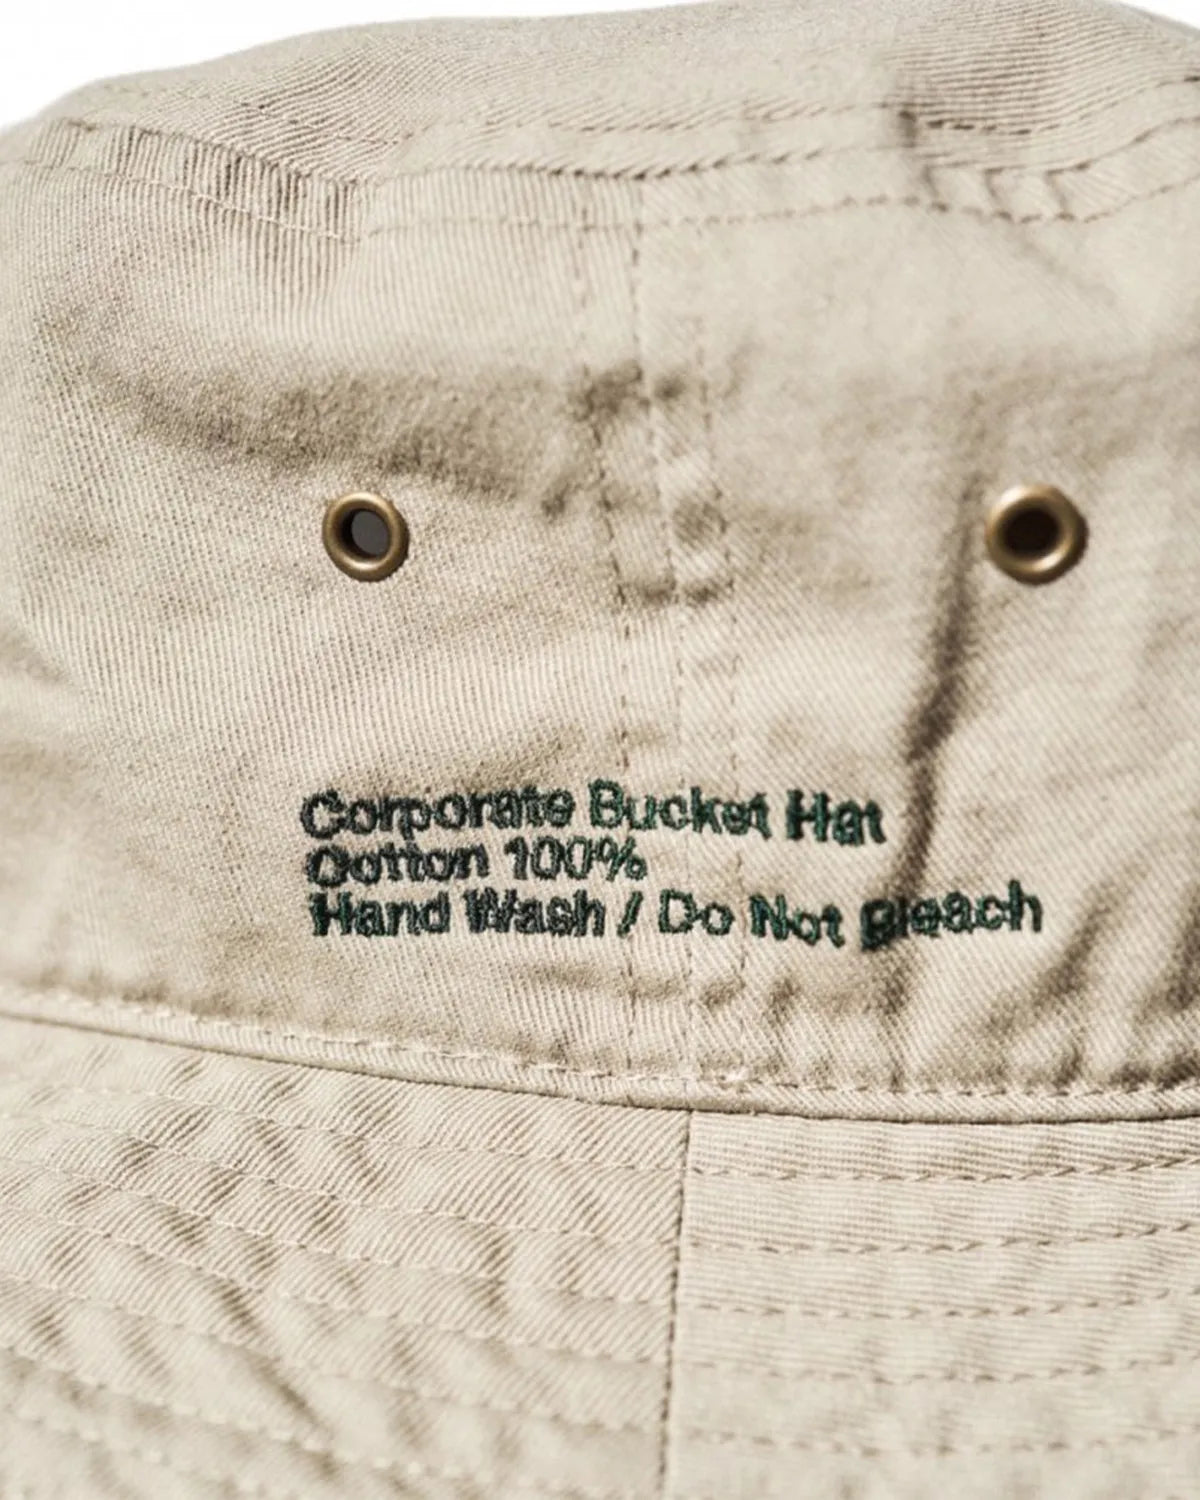 Corporate Bucket Hat
Cotton 100%
Hand Wash / Do Not Bleach